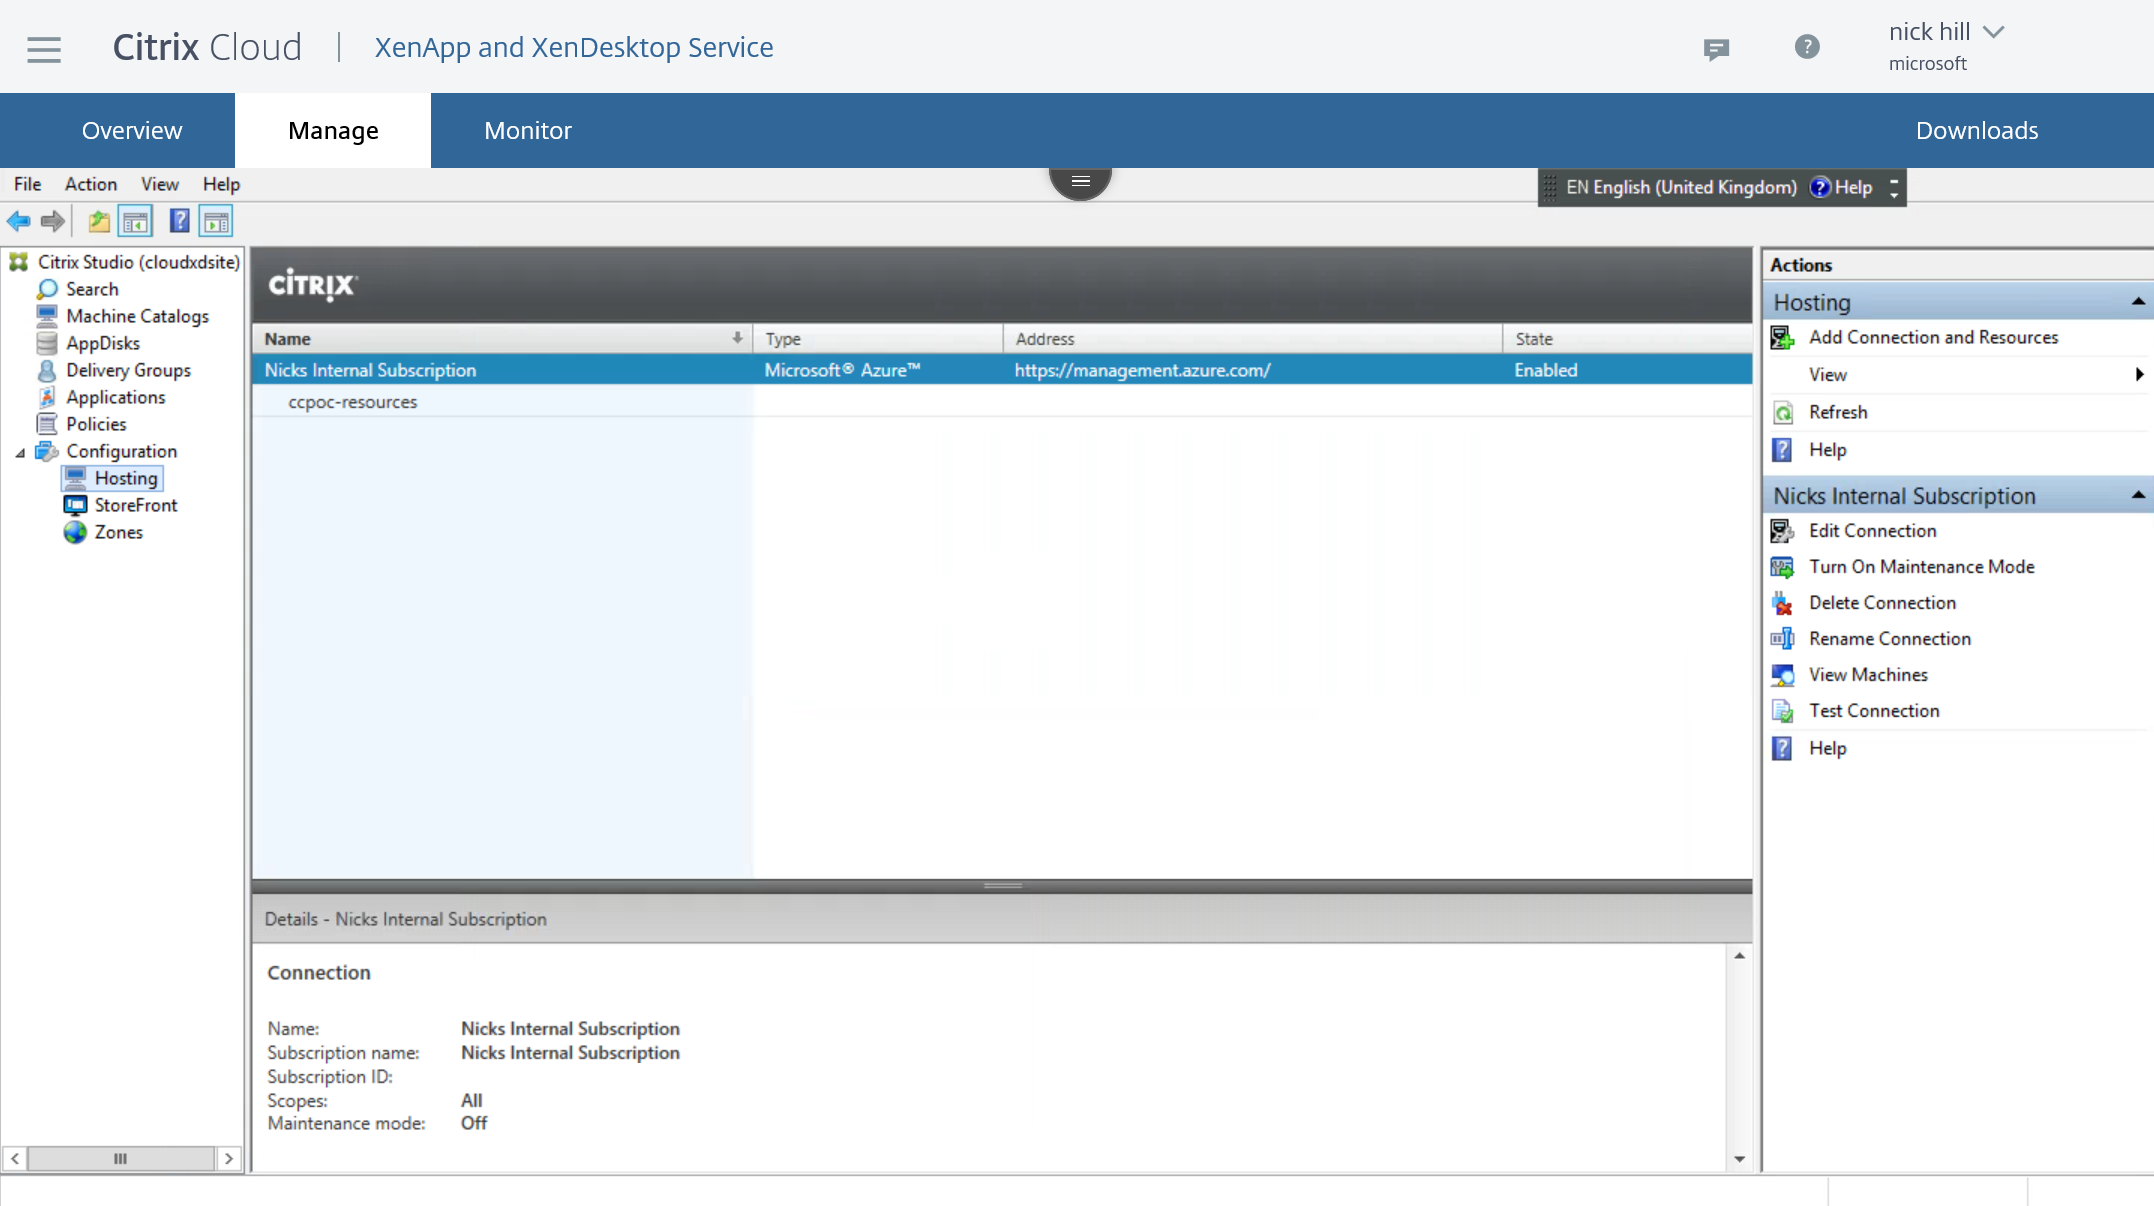 Citrix Cloud | XenApp and XenDesktop Service
nick hill
microsoft
Overview
Manage
Monitor
Downloads
File Action View Help
EN English (United Kingdom) ? Help
Citrix Studio (cloudxdsite)
Search
Machine Catalogs
AppDisks
Delivery Groups
Applications
Policies
Configuration
Hosting
StoreFront
Zones
CITRIX
Name Type Address State
Nicks Internal Subscription Microsoft® Azure™ https://management.azure.com/ Enabled
ccpoc-resources
Details - Nicks Internal Subscription
Connection
Name: Nicks Internal Subscription
Subscription name: Nicks Internal Subscription
Subscription ID:
Scopes: All
Maintenance mode: Off
Actions
Hosting
Add Connection and Resources
View
Refresh
Help
Nicks Internal Subscription
Edit Connection
Turn On Maintenance Mode
Delete Connection
Rename Connection
View Machines
Test Connection
Help